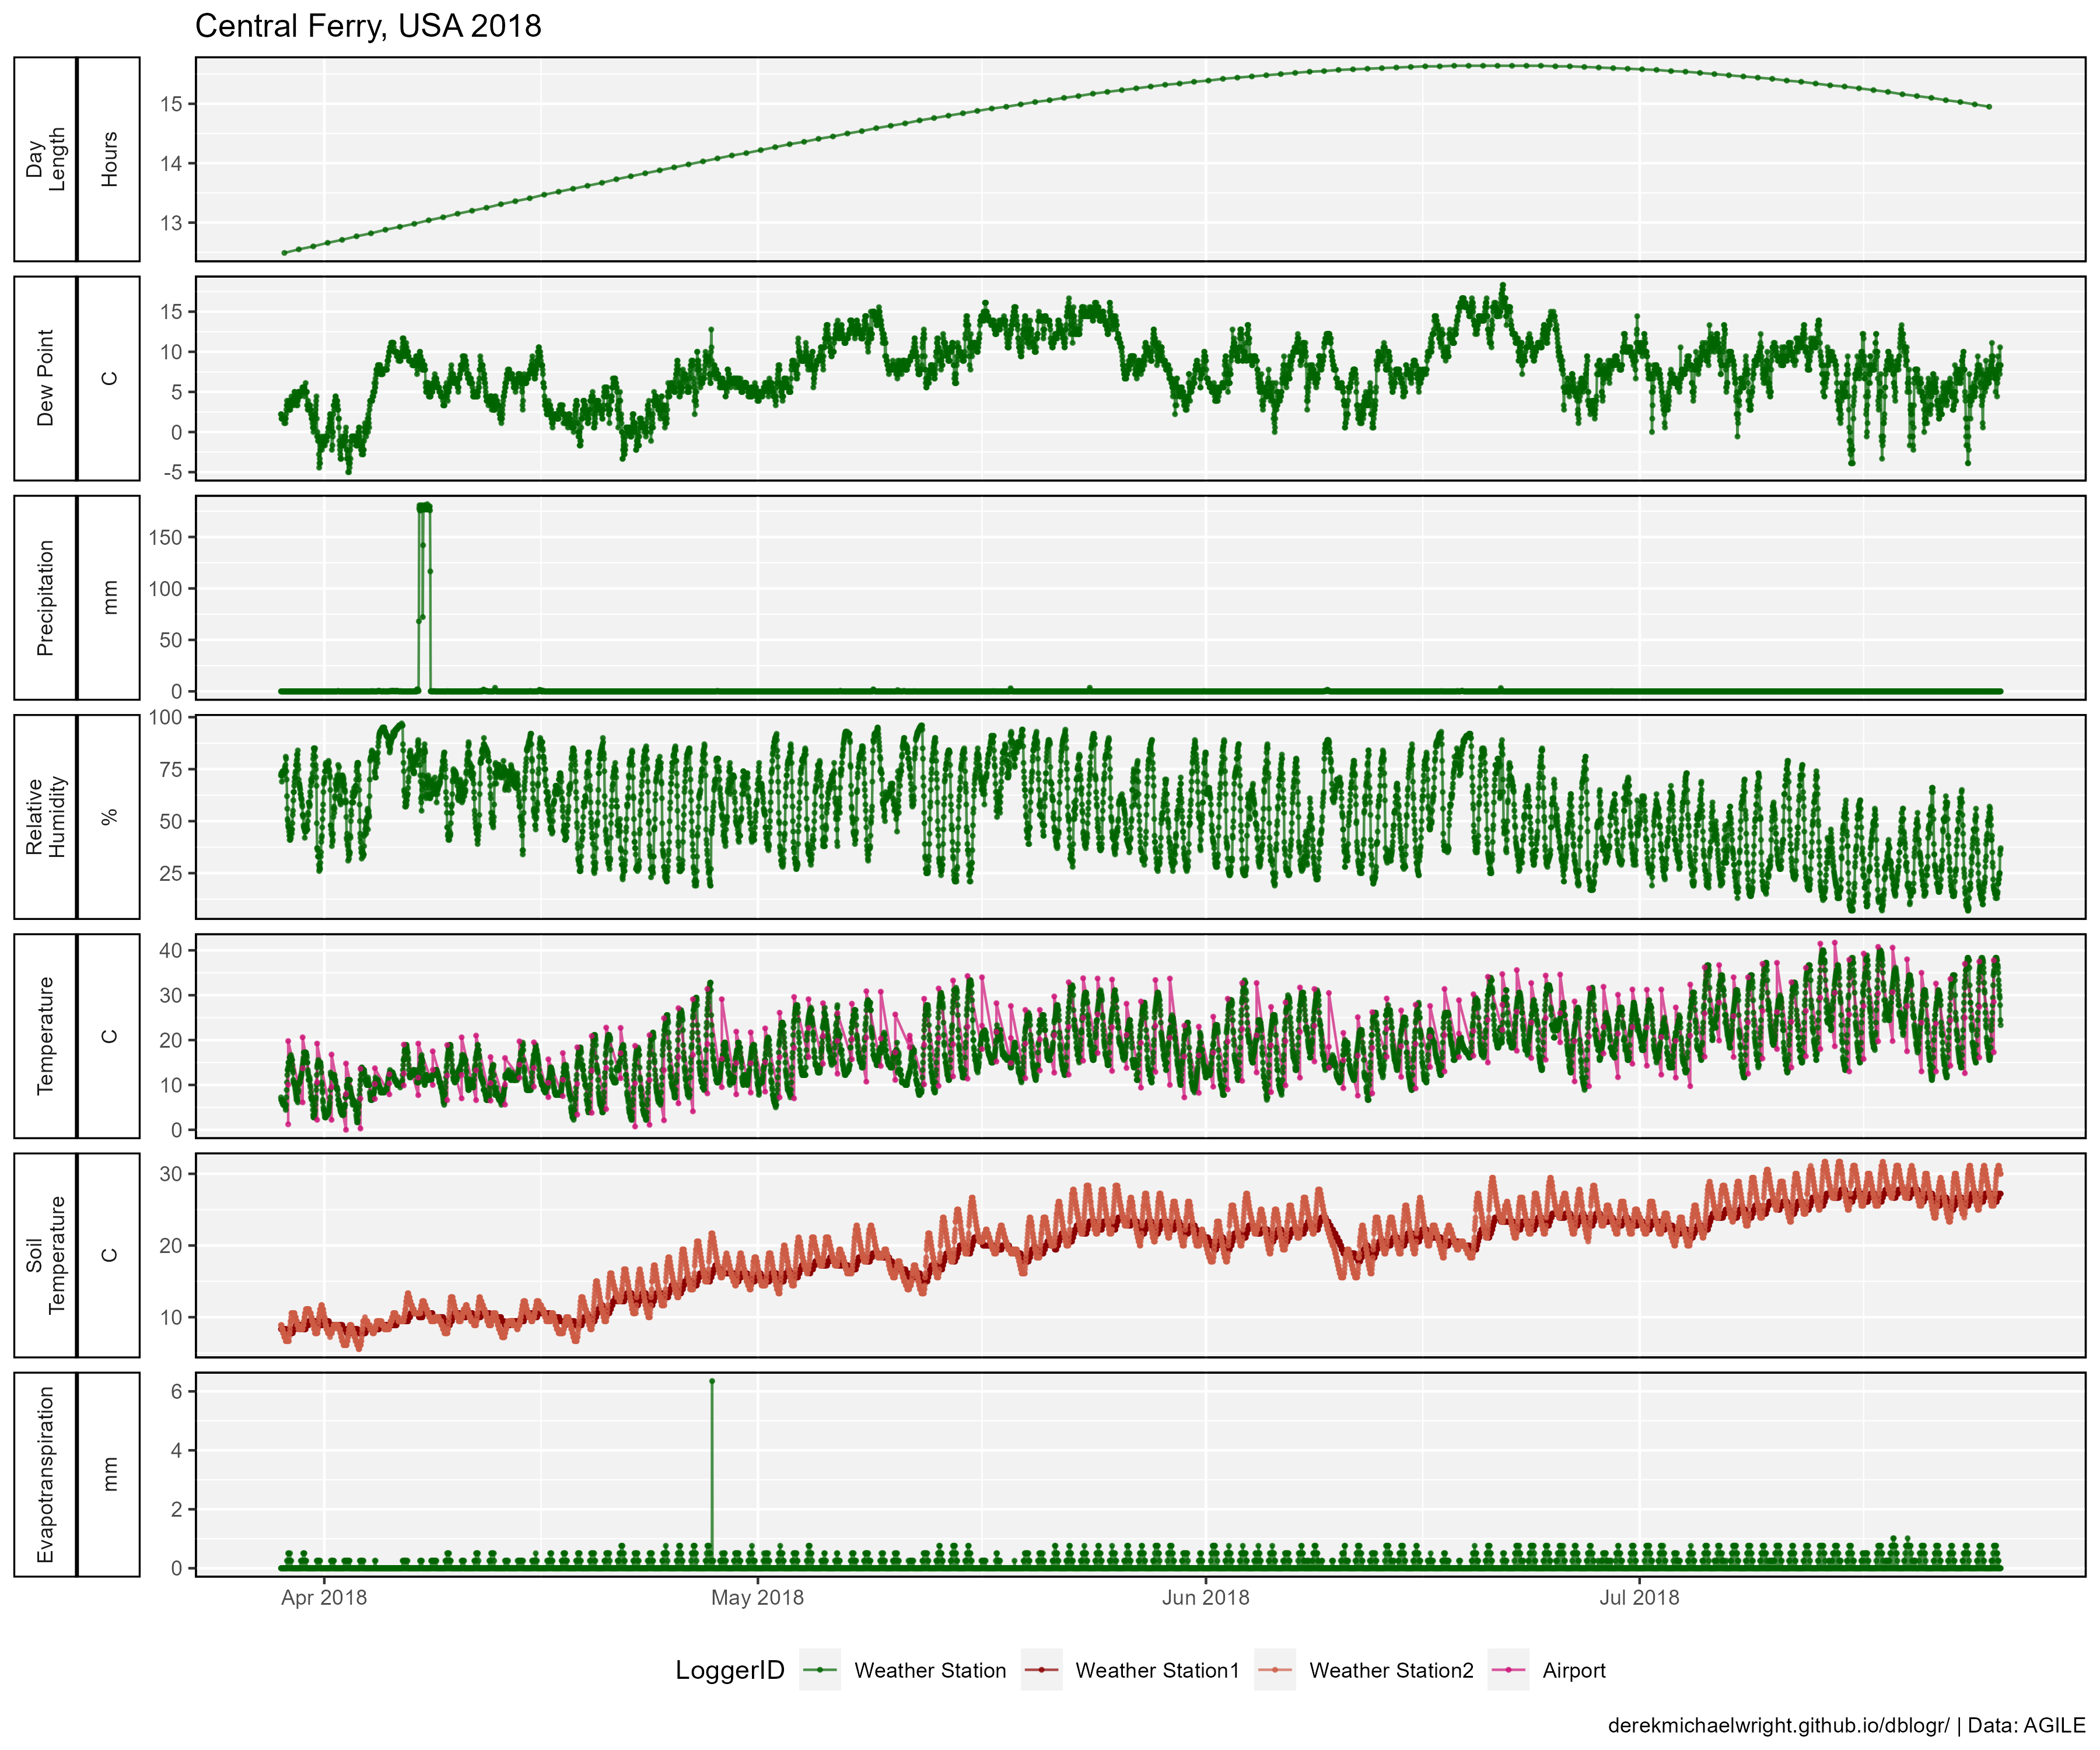 Central Ferry, USA 2018
Day
Length
Hours
15
14
13
Dew Point
C
15
10
5
0
-5
Precipitation
mm
150
100
50
0
Relative
Humidity
%
100
75
50
25
Temperature
C
40
30
20
10
0
Soil
Temperature
C
30
20
10
Evapotranspiration
mm
6
4
2
0
Apr 2018 May 2018 Jun 2018 Jul 2018
LoggerID Weather Station Weather Station1 Weather Station2 Airport
derekmichaelwright.github.io/dblogr/ | Data: AGILE